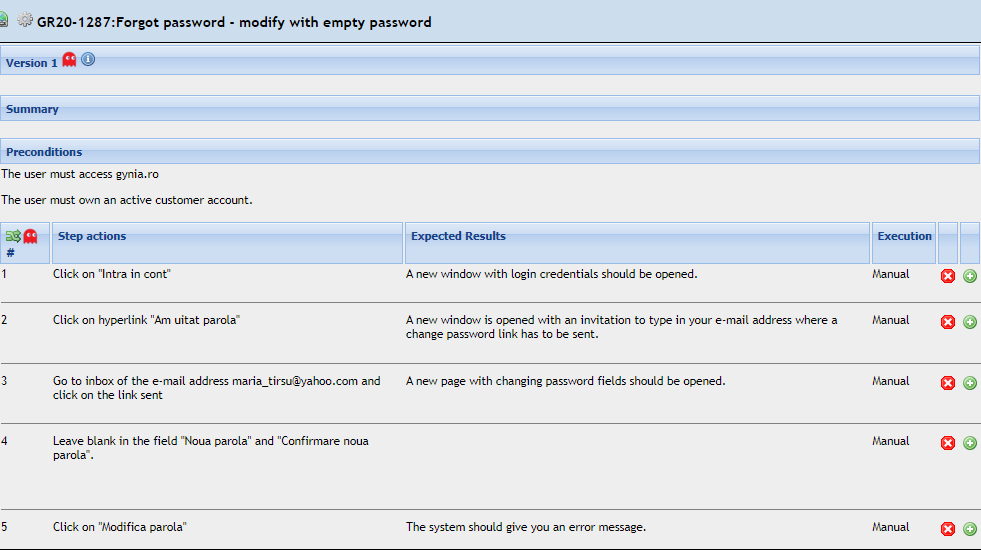 GR20-1287:Forgot password - modify with empty password
Version 1
Summary
Preconditions
The user must access gynia.ro
The user must own an active customer account.
# Step actions Expected Results Execution
1 Click on "Intra in cont" A new window with login credentials should be opened. Manual
2 Click on hyperlink "Am uitat parola" A new window is opened with an invitation to type in your e-mail address where a Manual
change password link has to be sent.
3 Go to inbox of the e-mail address maria_tirsu@yahoo.com and A new page with changing password fields should be opened. Manual
click on the link sent
4 Leave blank in the field "Noua parola" and "Confirmare noua Manual
parola".
5 Click on "Modifica parola" The system should give you an error message. Manual